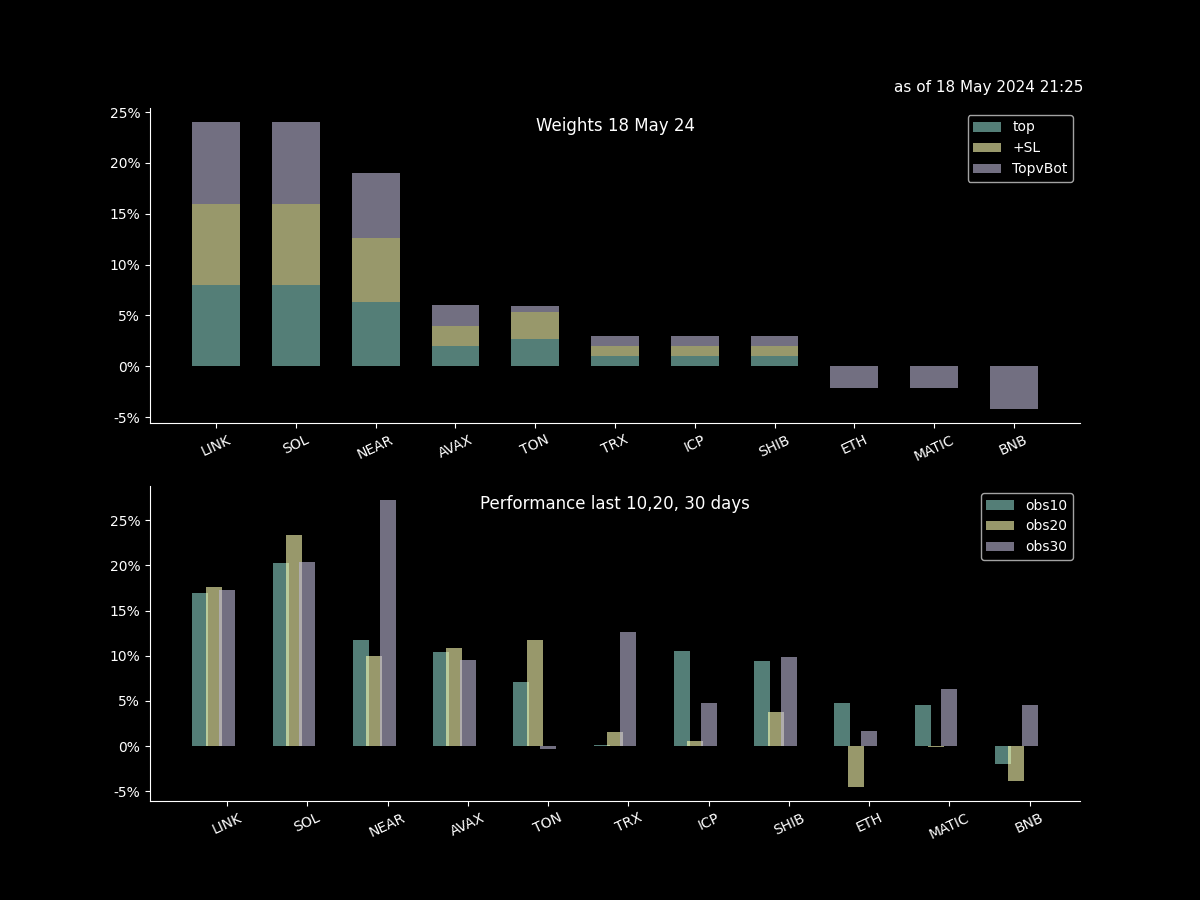 as of 18 May 2024 21:25
Weights 18 May 24
top
+SL
TopvBot
25%
20%
15%
10%
5%
0%
-5%
LINK SOL NEAR AVAX TON TRX ICP SHIB ETH MATIC BNB
Performance last 10,20, 30 days
obs10
obs20
obs30
25%
20%
15%
10%
5%
0%
-5%
LINK SOL NEAR AVAX TON TRX ICP SHIB ETH MATIC BNB